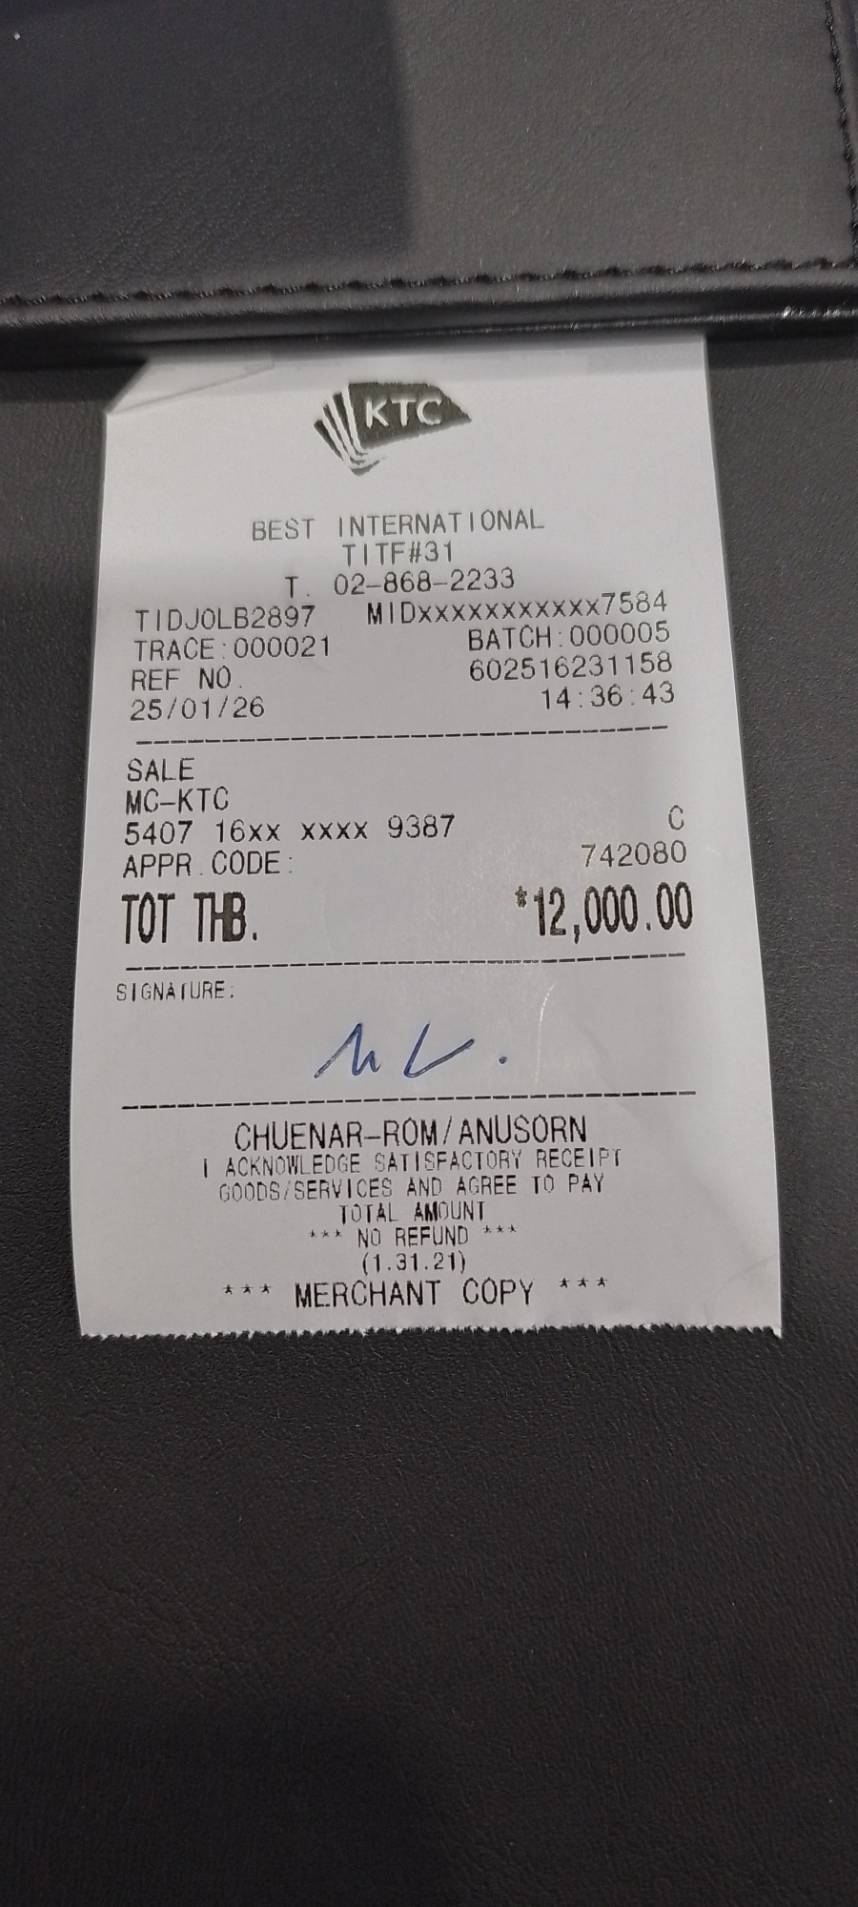 KTC
BEST INTERNATIONAL
TITF#31
T. 02-868-2233
TIDJ0LB2897 MIDxxxxxxxxxxx7584
TRACE:000021 BATCH:000005
REF NO. 602516231158
25/01/26 14:36:43
SALE
MC-KTC
5407 16xx xxxx 9387 C
APPR.CODE: 742080
TOT THB. *12,000.00
SIGNATURE:
CHUENAR-ROM/ANUSORN
I ACKNOWLEDGE SATISFACTORY RECEIPT
GOODS/SERVICES AND AGREE TO PAY
TOTAL AMOUNT
*** NO REFUND ***
(1.31.21)
*** MERCHANT COPY ***